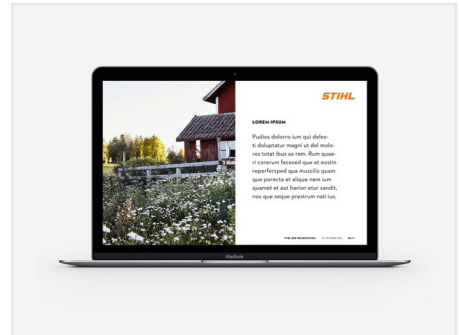 STIHL
LOREM IPSUM
Pudios dolorro ium qui deles-
ti doluptatur magni ut del molo-
res totat ibus se rem. Rum quae-
ri corerum facesed que et eostin
reperfersped qua muscilis quam
que porecta et alique nem ium
quamet et aut harion etur sandit,
nos que seque prestrum nati ius.
MacBook